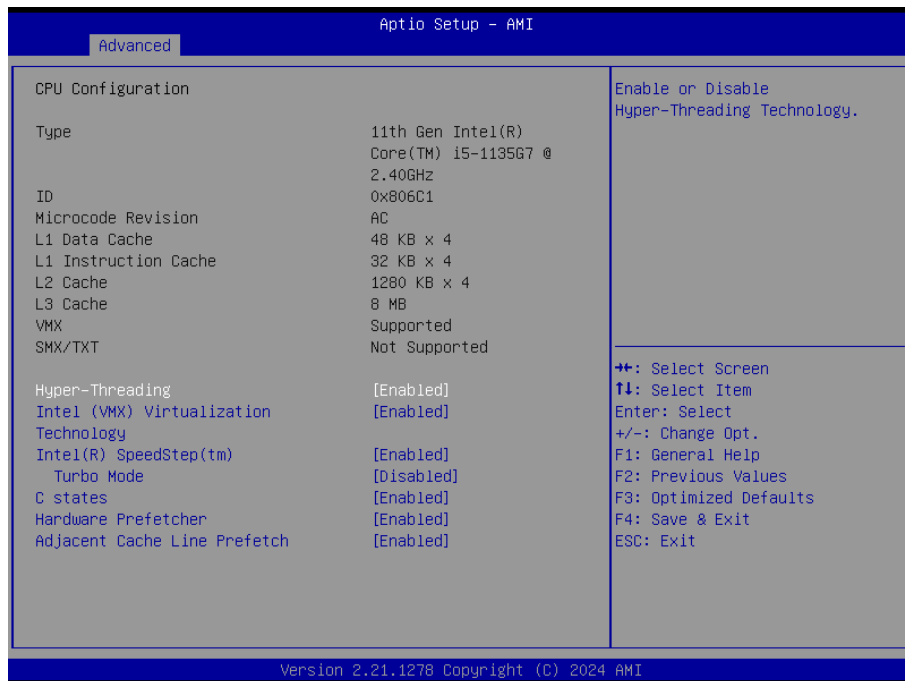 Aptio Setup - AMI
Advanced
CPU Configuration
Type 11th Gen Intel(R)
Core(TM) i5-1135G7 @
2.40GHz
ID 0x806C1
Microcode Revision AC
L1 Data Cache 48 KB x 4
L1 Instruction Cache 32 KB x 4
L2 Cache 1280 KB x 4
L3 Cache 8 MB
VMX Supported
SMX/TXT Not Supported
Hyper-Threading [Enabled]
Intel (VMX) Virtualization [Enabled]
Technology
Intel(R) SpeedStep(tm) [Enabled]
Turbo Mode [Disabled]
C states [Enabled]
Hardware Prefetcher [Enabled]
Adjacent Cache Line Prefetch [Enabled]
Enable or Disable
Hyper-Threading Technology.
→←: Select Screen
↑↓: Select Item
Enter: Select
+/-: Change Opt.
F1: General Help
F2: Previous Values
F3: Optimized Defaults
F4: Save & Exit
ESC: Exit
Version 2.21.1278 Copyright (C) 2024 AMI